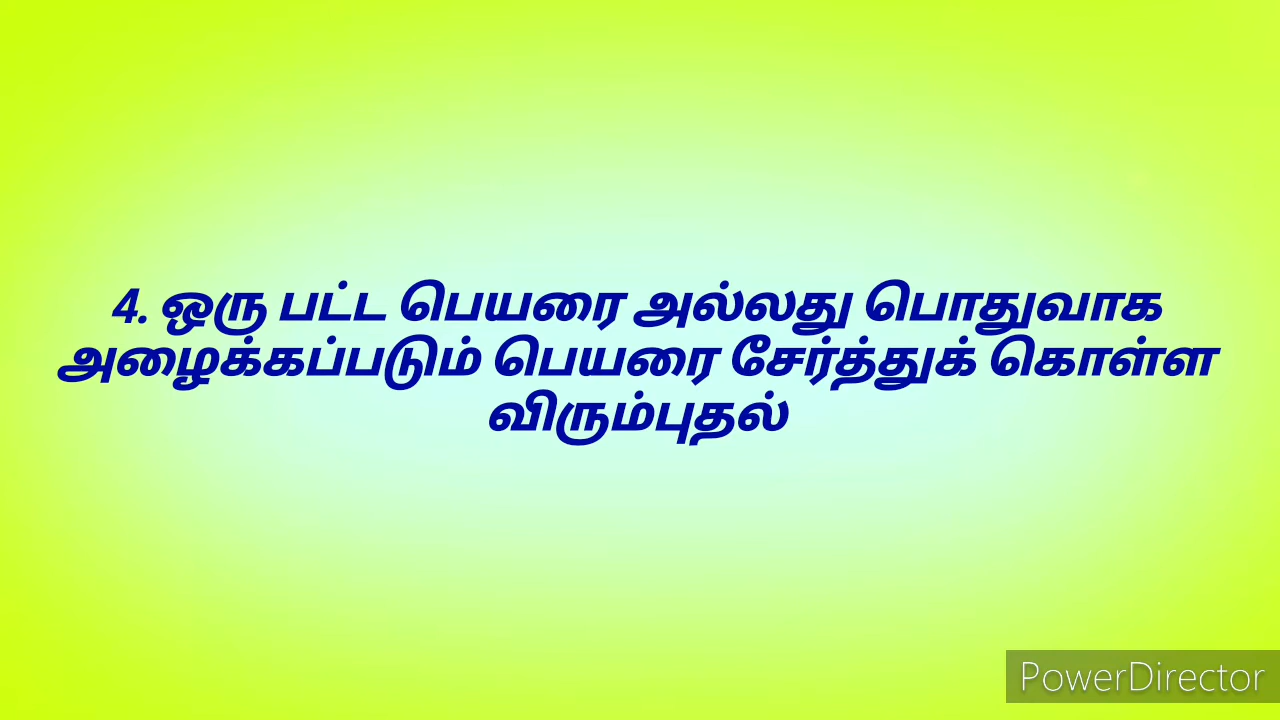 4. ஒரு பட்ட பெயரை அல்லது பொதுவாக
அழைக்கப்படும் பெயரை சேர்த்துக் கொள்ள
விரும்புதல்
PowerDirector